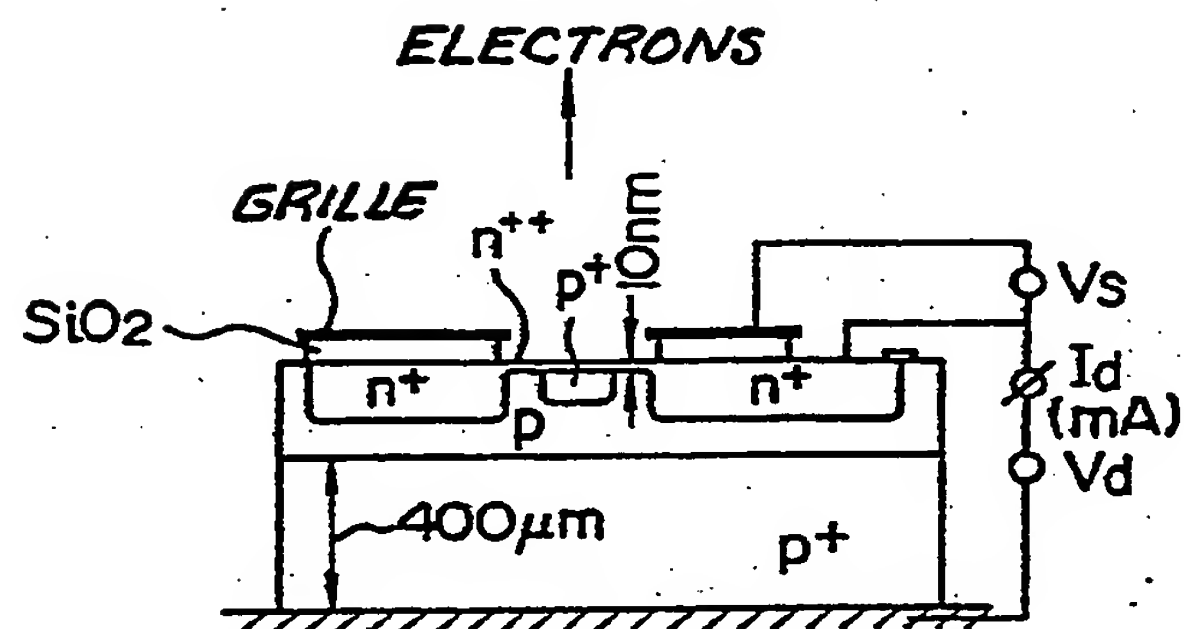 ELECTRONS
GRILLE
n++
p+
10nm
SiO2
Vs
n+
p
n+
Id
(mA)
Vd
400μm
p+